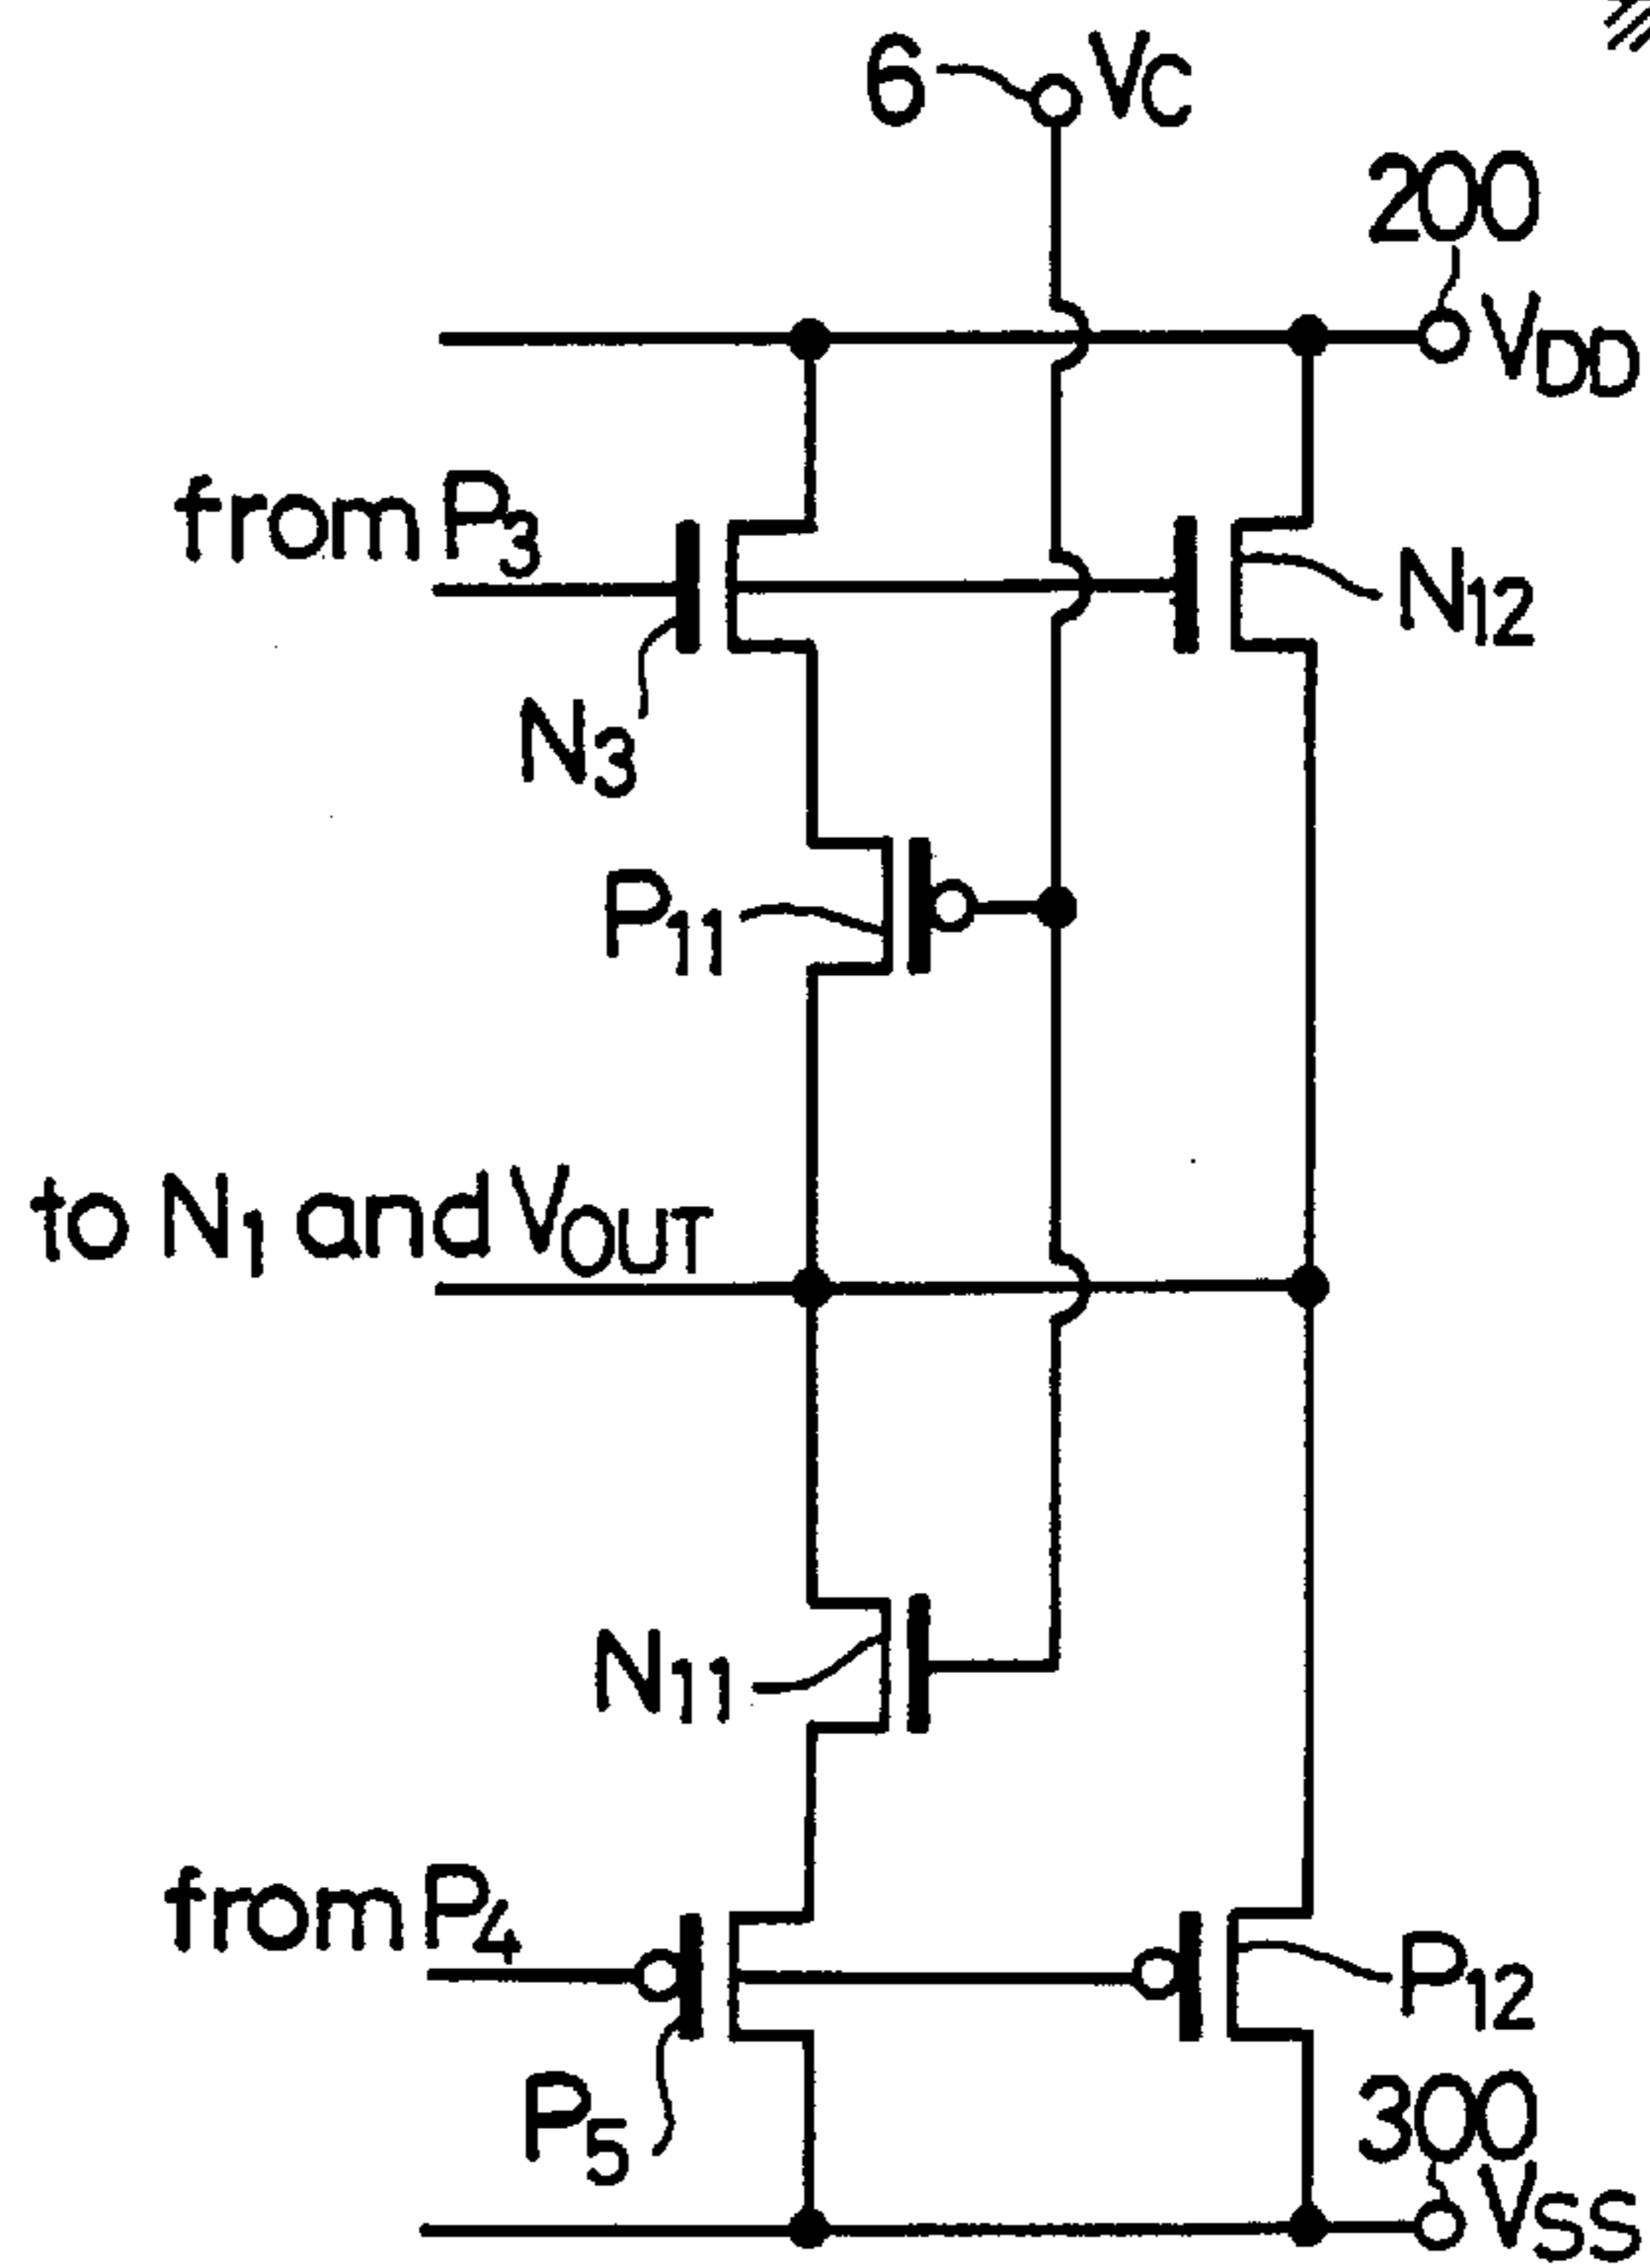 6 VC
200
VDD
from P3
N12
N3
P11
to N1 and VOUT
N11
from P4
P12
P5
300
VSS